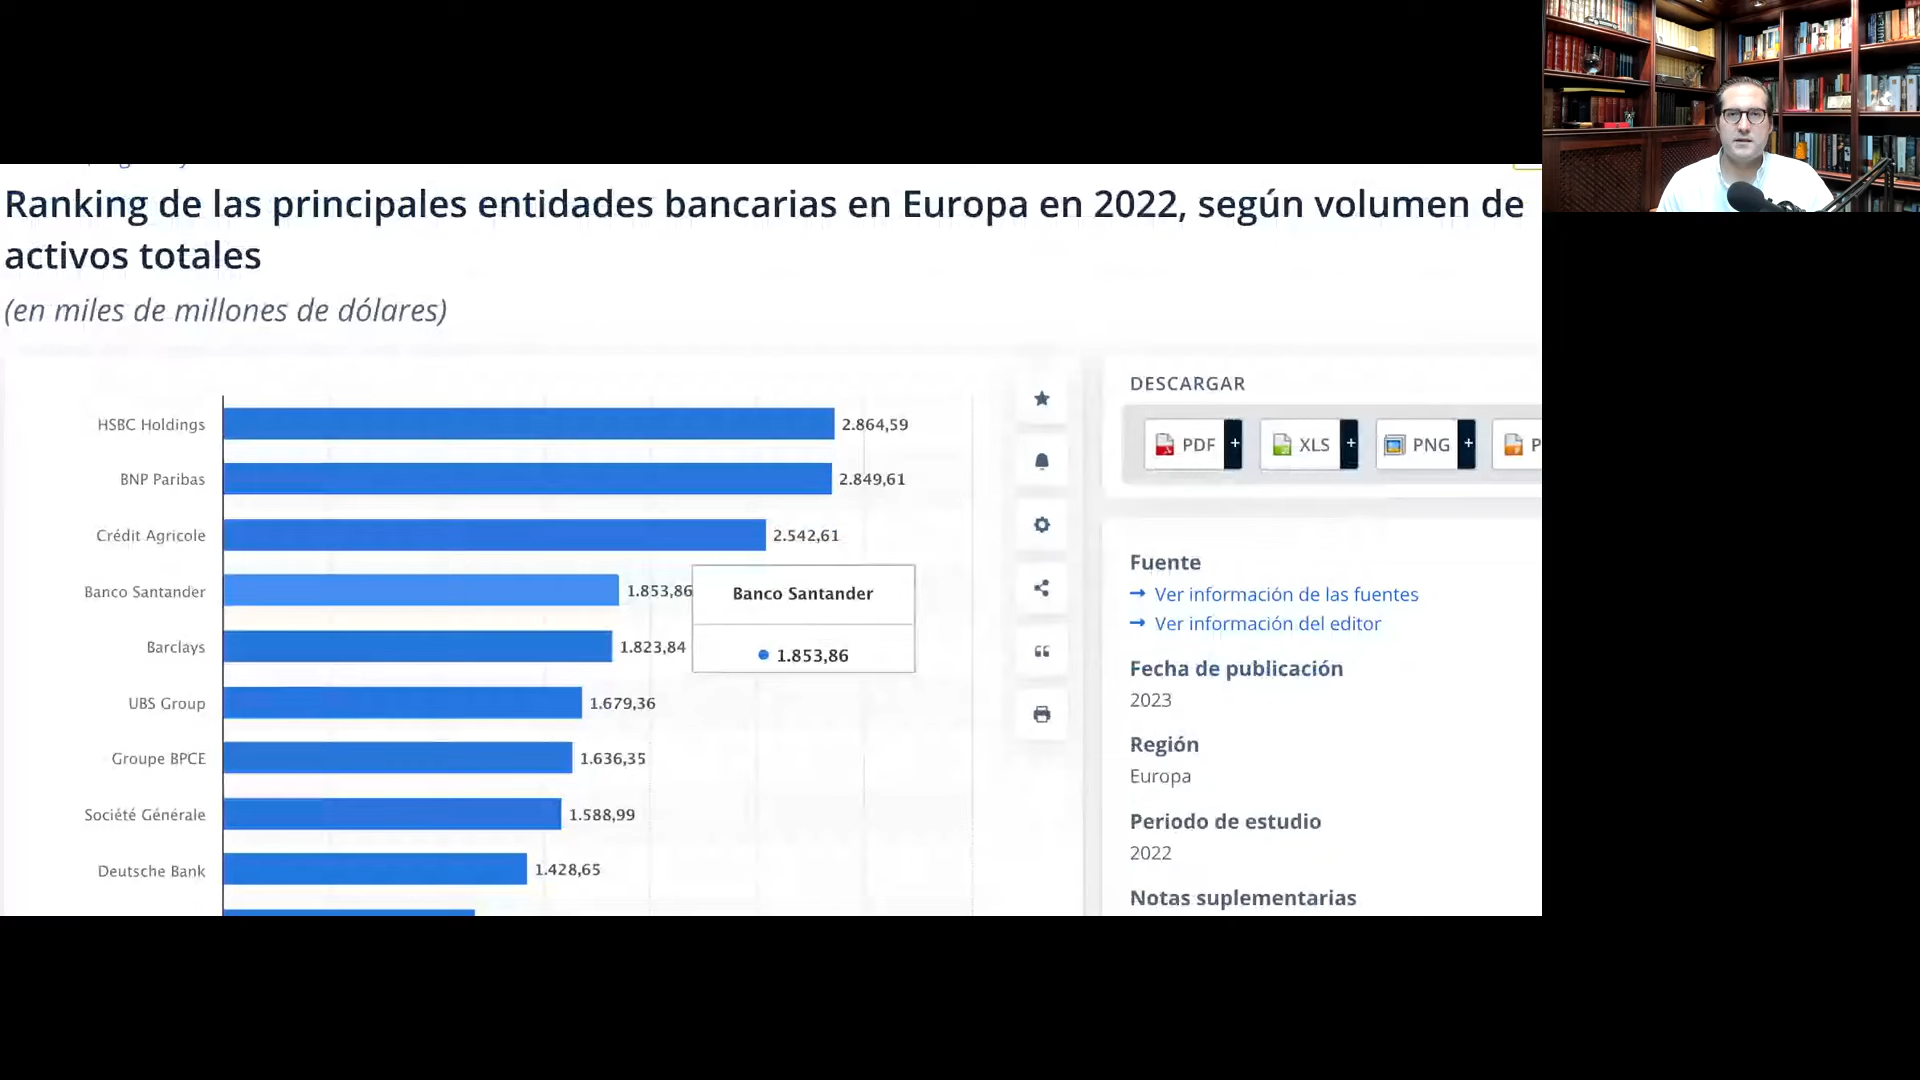 Ranking de las principales entidades bancarias en Europa en 2022, según volumen de
activos totales
(en miles de millones de dólares)
HSBC Holdings 2.864,59
BNP Paribas 2.849,61
Crédit Agricole 2.542,61
Banco Santander 1.853,86
Banco Santander
1.853,86
Barclays 1.823,84
UBS Group 1.679,36
Groupe BPCE 1.636,35
Société Générale 1.588,99
Deutsche Bank 1.428,65
DESCARGAR
PDF + XLS + PNG + P
Fuente
→ Ver información de las fuentes
→ Ver información del editor
Fecha de publicación
2023
Región
Europa
Periodo de estudio
2022
Notas suplementarias